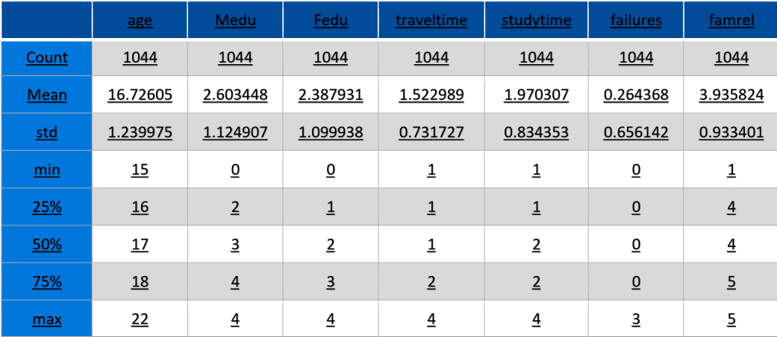 age Medu Fedu traveltime studytime failures famrel
Count 1044 1044 1044 1044 1044 1044 1044
Mean 16.72605 2.603448 2.387931 1.522989 1.970307 0.264368 3.935824
std 1.239975 1.124907 1.099938 0.731727 0.834353 0.656142 0.933401
min 15 0 0 1 1 0 1
25% 16 2 1 1 1 0 4
50% 17 3 2 1 2 0 4
75% 18 4 3 2 2 0 5
max 22 4 4 4 4 3 5